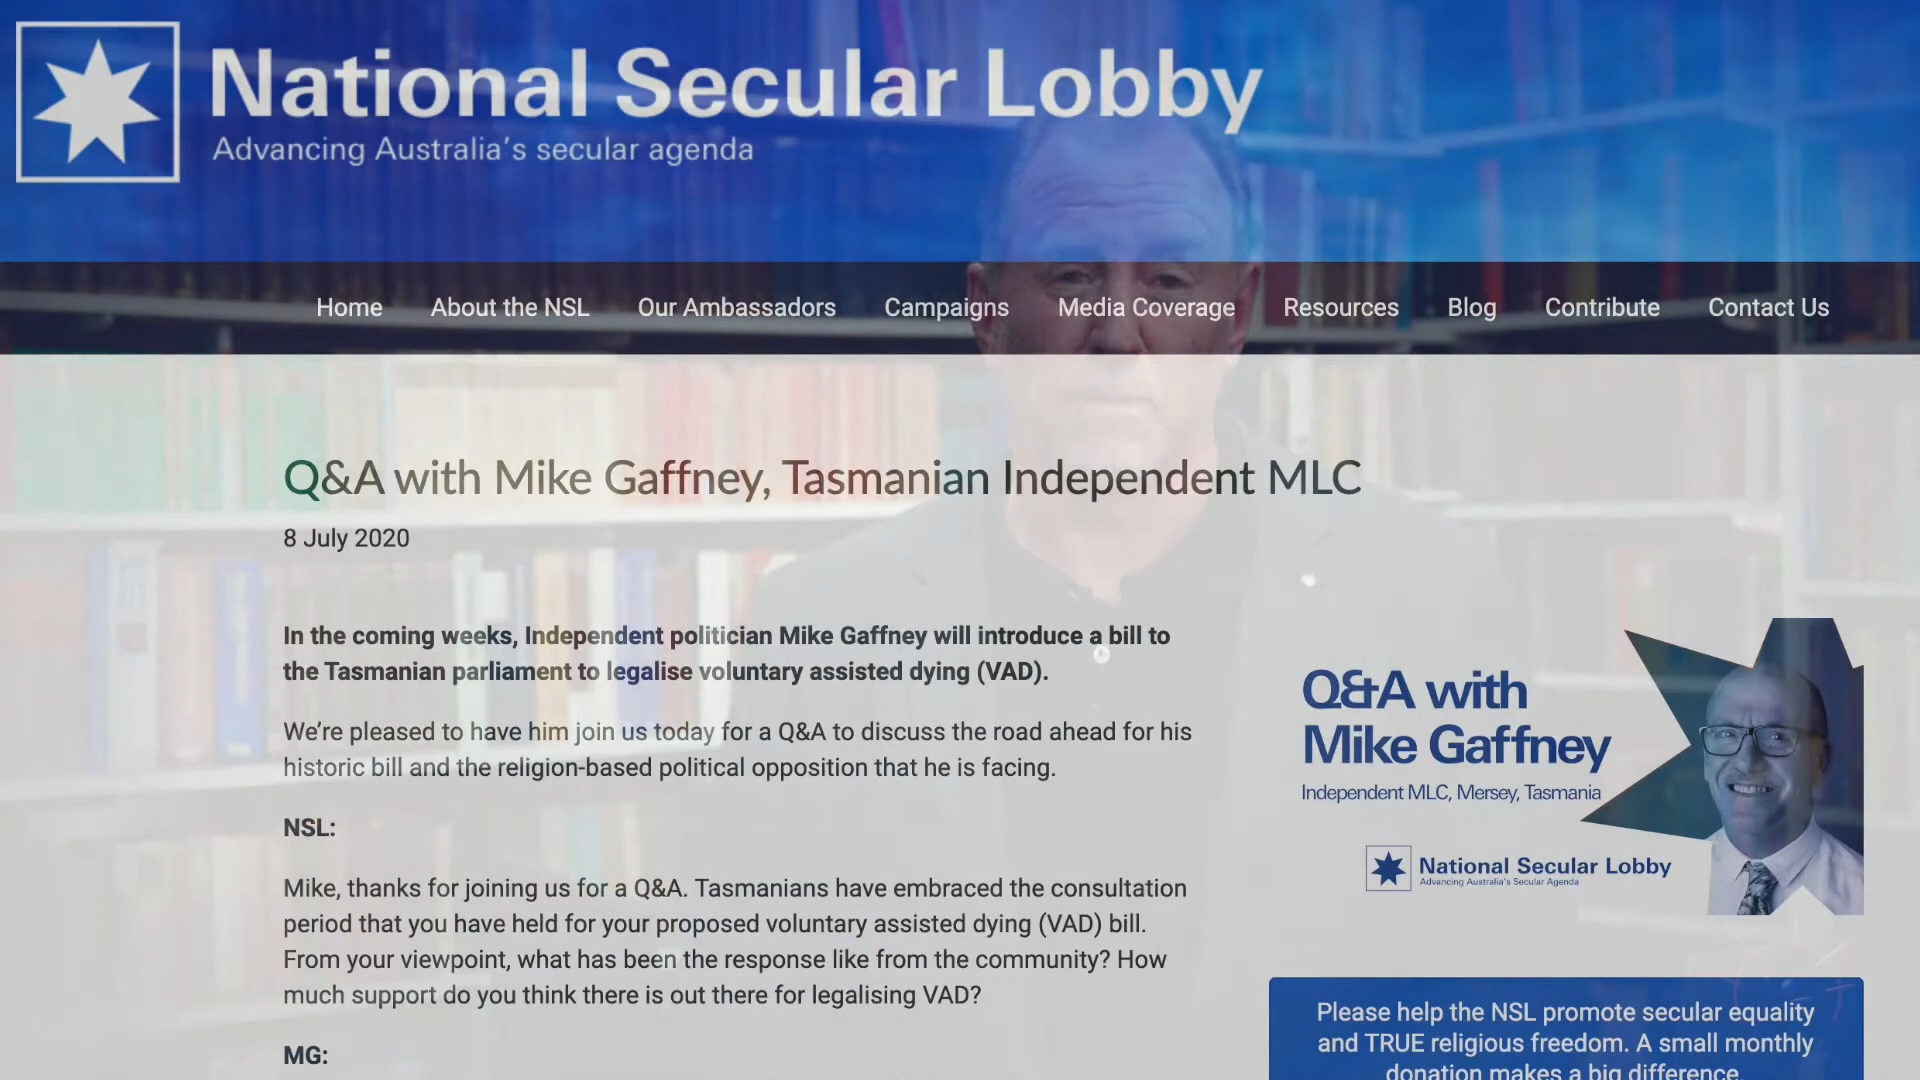 National Secular Lobby
Advancing Australia's secular agenda
Home About the NSL Our Ambassadors Campaigns Media Coverage Resources Blog Contribute Contact Us
Q&A with Mike Gaffney, Tasmanian Independent MLC
8 July 2020
In the coming weeks, Independent politician Mike Gaffney will introduce a bill to
the Tasmanian parliament to legalise voluntary assisted dying (VAD).
We're pleased to have him join us today for a Q&A to discuss the road ahead for his
historic bill and the religion-based political opposition that he is facing.
NSL:
Mike, thanks for joining us for a Q&A. Tasmanians have embraced the consultation
period that you have held for your proposed voluntary assisted dying (VAD) bill.
From your viewpoint, what has been the response like from the community? How
much support do you think there is out there for legalising VAD?
MG:
Q&A with
Mike Gaffney
Independent MLC, Mersey, Tasmania
National Secular Lobby
Advancing Australia's Secular Agenda
Please help the NSL promote secular equality
and TRUE religious freedom. A small monthly
donation makes a big difference.